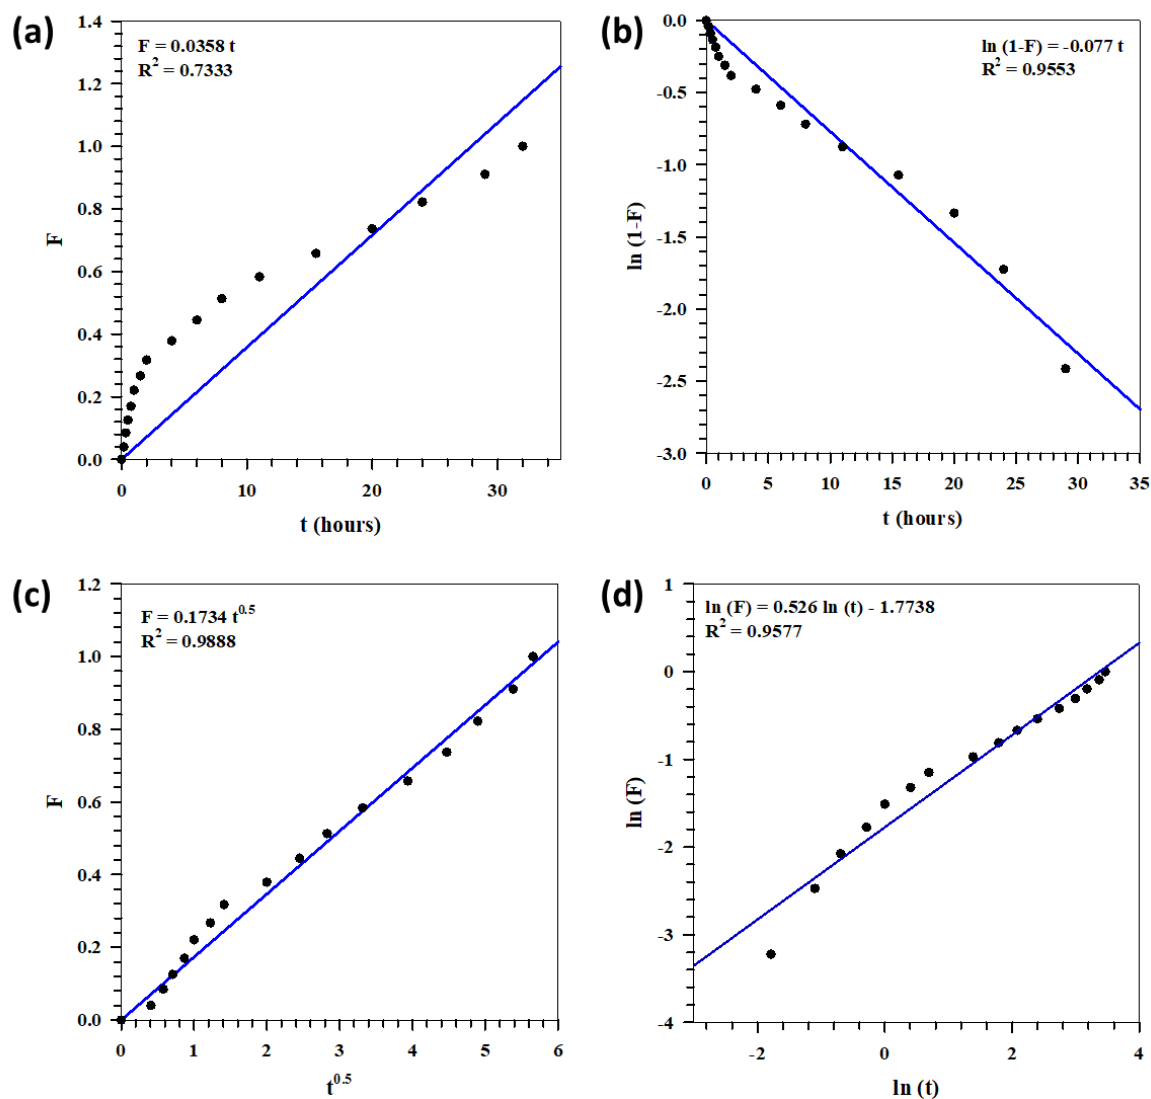 (a)
F = 0.0358 t
R² = 0.7333
1.4
1.2
1.0
0.8
0.6
0.4
0.2
0.0
F
0 10 20 30
t (hours)
(b)
ln (1-F) = -0.077 t
R² = 0.9553
0.0
-0.5
-1.0
-1.5
-2.0
-2.5
-3.0
ln (1-F)
0 5 10 15 20 25 30 35
t (hours)
(c)
F = 0.1734 t⁰·⁵
R² = 0.9888
1.2
1.0
0.8
0.6
0.4
0.2
0.0
F
0 1 2 3 4 5 6
t⁰·⁵
(d)
ln (F) = 0.526 ln (t) - 1.7738
R² = 0.9577
1
0
-1
-2
-3
-4
ln (F)
-2 0 2 4
ln (t)